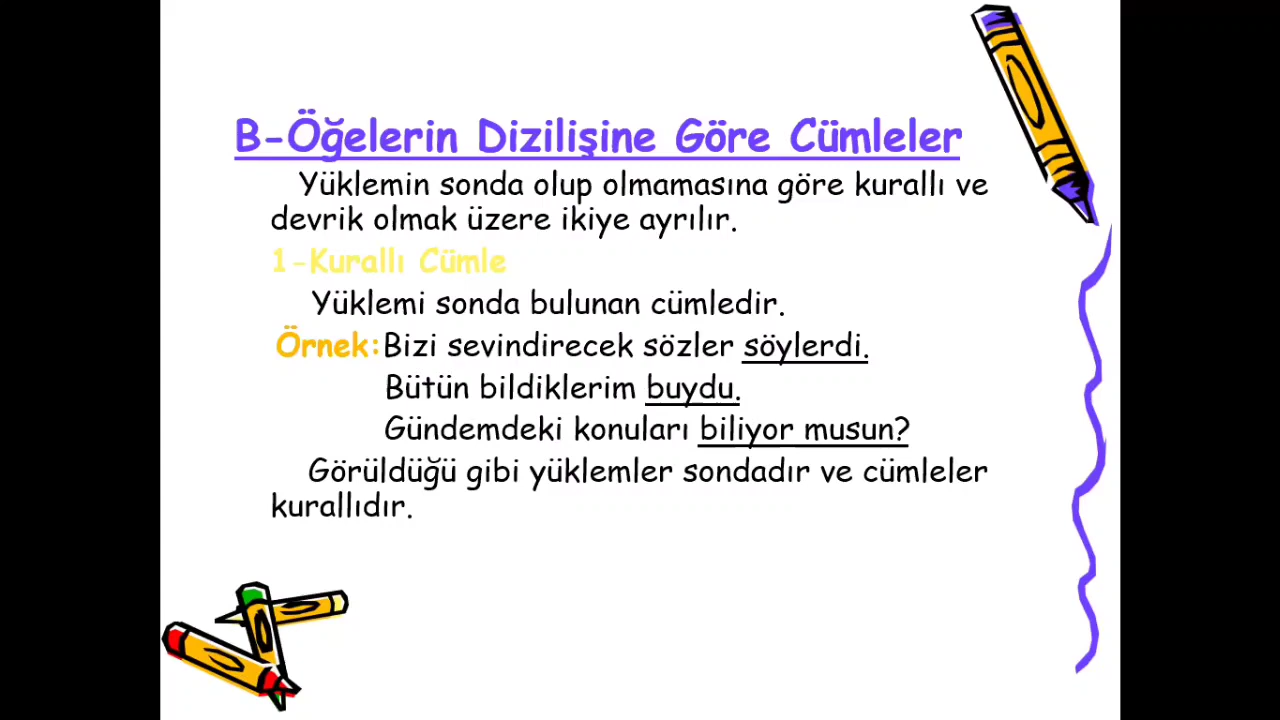 B-Öğelerin Dizilişine Göre Cümleler
Yüklemin sonda olup olmamasına göre kurallı ve
devrik olmak üzere ikiye ayrılır.
1-Kurallı Cümle
Yüklemi sonda bulunan cümledir.
Örnek:Bizi sevindirecek sözler söylerdi.
Bütün bildiklerim buydu.
Gündemdeki konuları biliyor musun?
Görüldüğü gibi yüklemler sondadır ve cümleler
kurallıdır.